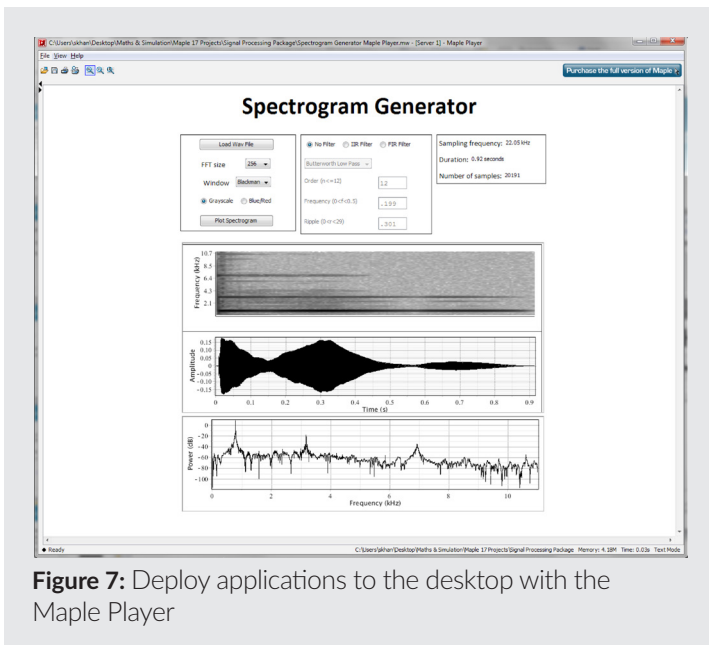 C:\Users\skhan\Desktop\Maths & Simulation\Maple 17 Projects\Signal Processing Package\Spectrogram Generator Maple Player.mw - [Server 1] - Maple Player
File View Help
Purchase the full version of Maple
Spectrogram Generator
Load Wav File
FFT size 256
Window Blackman
Grayscale Blue/Red
Plot Spectrogram
No Filter IIR Filter FIR Filter
Butterworth Low Pass
Order (n<=12) 12
Frequency (0<f<0.5) .199
Ripple (0<r<29) .301
Sampling frequency: 22.05 kHz
Duration: 0.92 seconds
Number of samples: 20191
Frequency (kHz)
10.7
8.5
6.4
4.3
2.1
Amplitude
0.15
0.10
0.05
0
-0.05
-0.10
-0.15
0 0.1 0.2 0.3 0.4 0.5 0.6 0.7 0.8 0.9
Time (s)
Power (dB)
0
-20
-40
-60
-80
-100
0 2 4 6 8 10
Frequency (kHz)
Ready C:\Users\skhan\Desktop\Maths & Simulation\Maple 17 Projects\Signal Processing Package Memory: 4.18M Time: 0.03s Text Mode
Figure 7: Deploy applications to the desktop with the
Maple Player